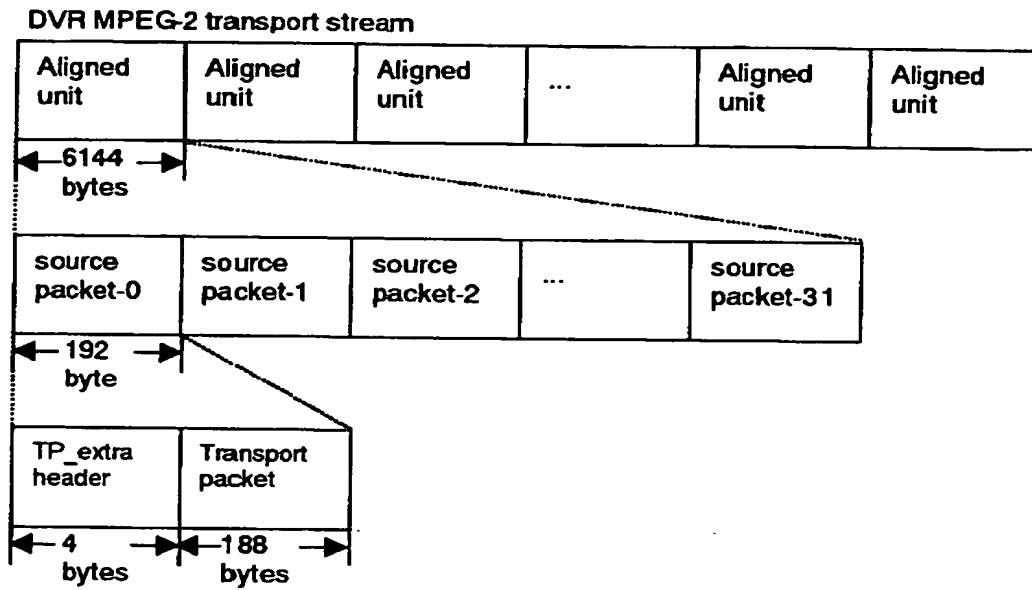 DVR MPEG-2 transport stream
Aligned unit
Aligned unit
Aligned unit
...
Aligned unit
Aligned unit
6144 bytes
source packet-0
source packet-1
source packet-2
...
source packet-31
192 byte
TP_extra header
Transport packet
4 bytes
188 bytes